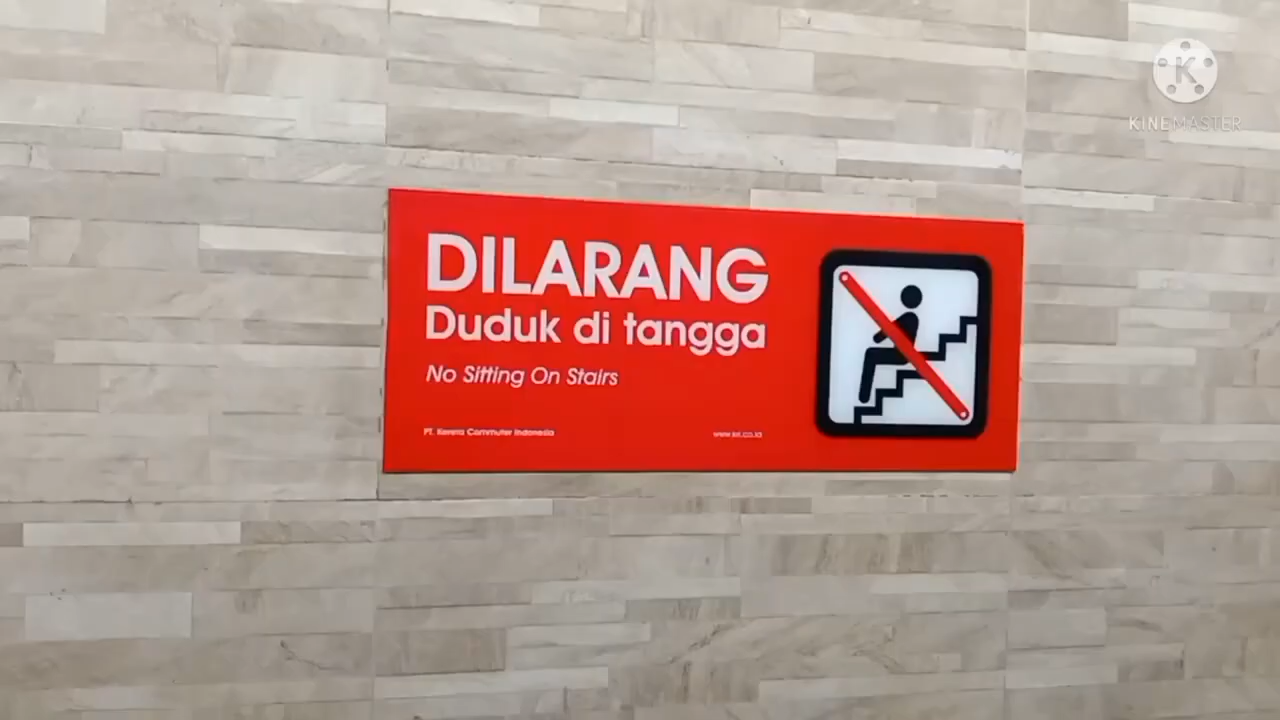 DILARANG
Duduk di tangga
No Sitting On Stairs
PT. Kereta Commuter Indonesia
www.krl.co.id
K
KINEMASTER